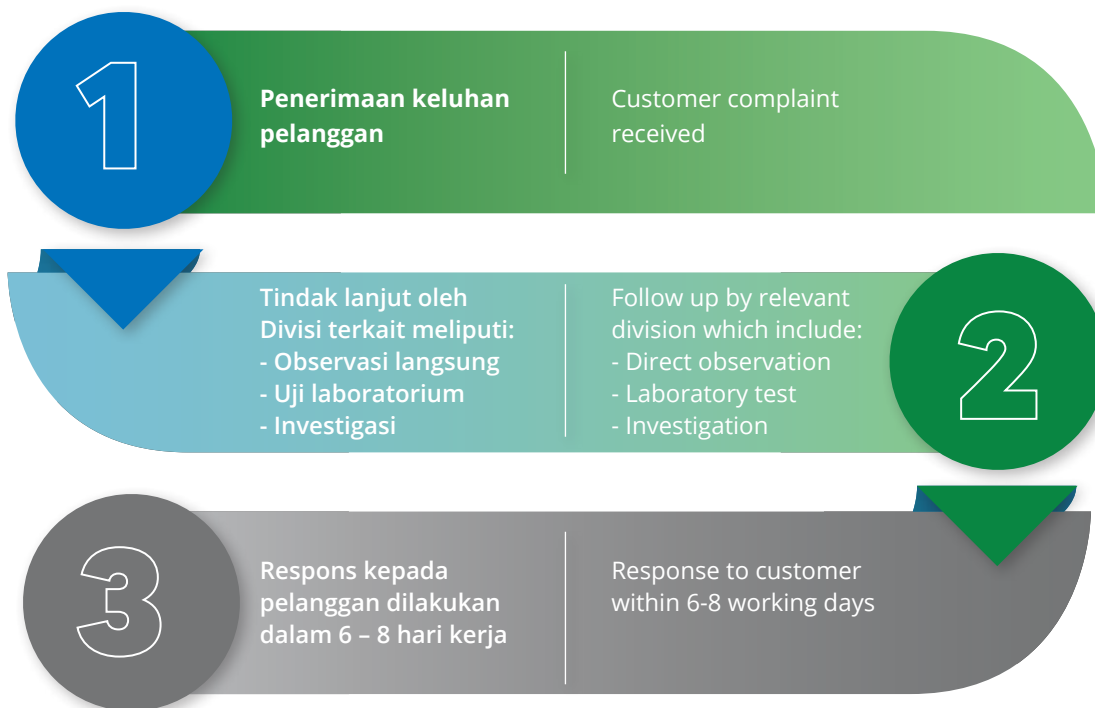 1
Penerimaan keluhan
pelanggan
Customer complaint
received
2
Tindak lanjut oleh
Divisi terkait meliputi:
- Observasi langsung
- Uji laboratorium
- Investigasi
Follow up by relevant
division which include:
- Direct observation
- Laboratory test
- Investigation
3
Respons kepada
pelanggan dilakukan
dalam 6 – 8 hari kerja
Response to customer
within 6-8 working days